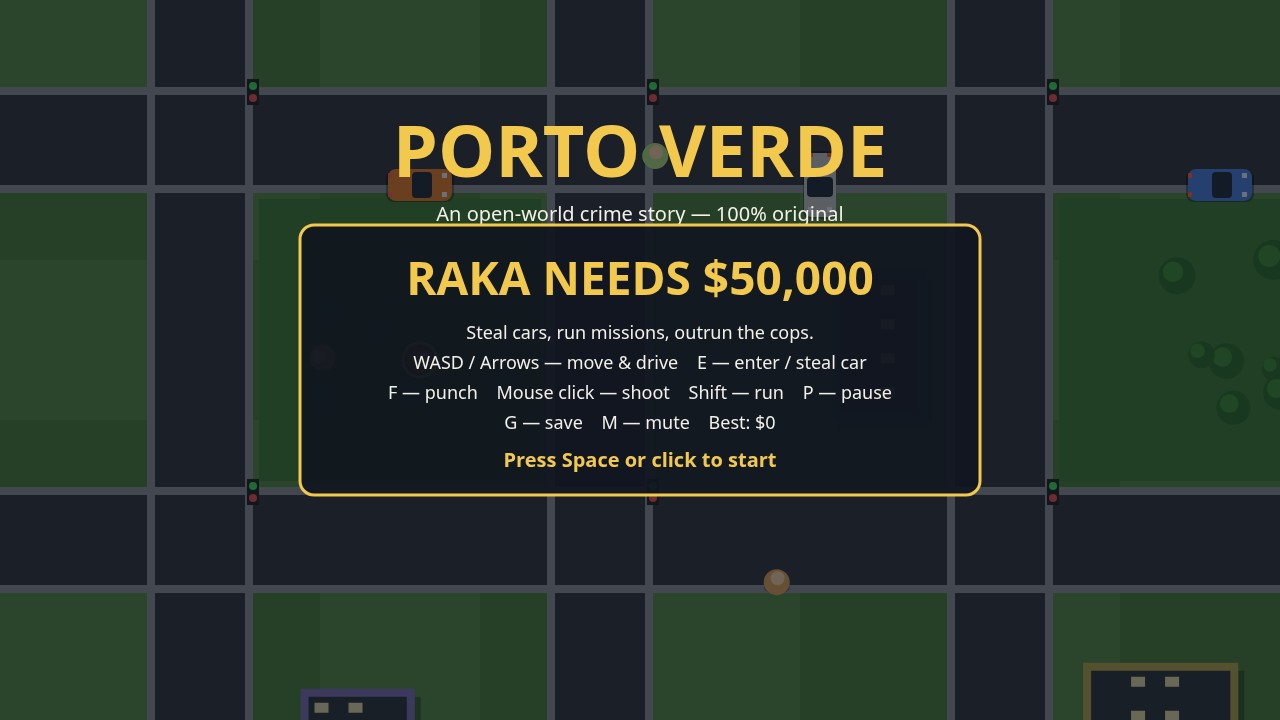 PORTO VERDE
An open-world crime story — 100% original
RAKA NEEDS $50,000
Steal cars, run missions, outrun the cops.
WASD / Arrows — move & drive    E — enter / steal car
F — punch    Mouse click — shoot    Shift — run    P — pause
G — save    M — mute    Best: $0
Press Space or click to start